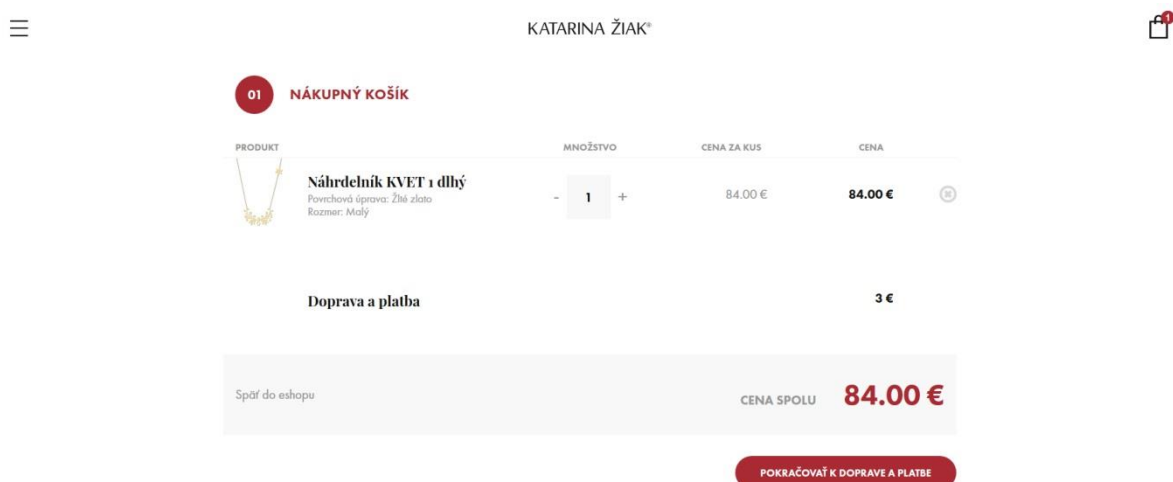 KATARINA ŽIAK®
1
01 NÁKUPNÝ KOŠÍK
PRODUKT MNOŽSTVO CENA ZA KUS CENA
Náhrdelník KVET 1 dlhý
Povrchová úprava: Žlté zlato
Rozmer: Malý
- 1 + 84.00 € 84.00 €
Doprava a platba 3 €
Späť do eshopu CENA SPOLU 84.00 €
POKRAČOVAŤ K DOPRAVE A PLATBE